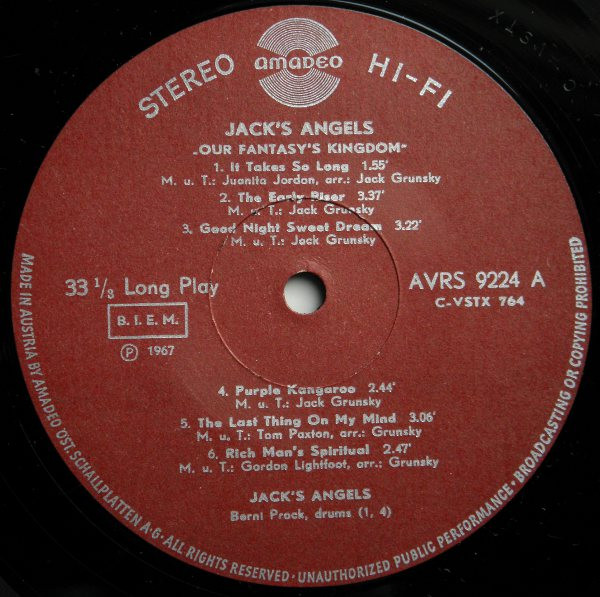 STEREO amadeo HI-FI
JACK'S ANGELS
„OUR FANTASY'S KINGDOM"
1. It Takes So Long 1.55'
M. u. T.: Juanita Jordan, arr.: Jack Grunsky
2. The Early Riser 3.37'
M. u. T.: Jack Grunsky
3. Good Night Sweet Dream 3.22'
M. u. T.: Jack Grunsky
33 1/3 Long Play
AVRS 9224 A
C-VSTX 764
B. I. E. M.
Ⓟ 1967
4. Purple Kangaroo 2.44'
M. u. T.: Jack Grunsky
5. The Last Thing On My Mind 3.06'
M. u. T.: Tom Paxton, arr.: Grunsky
6. Rich Man's Spiritual 2.47'
M. u. T.: Gordon Lightfoot, arr.: Grunsky
JACK'S ANGELS
Berni Prock, drums (1, 4)
MADE IN AUSTRIA BY AMADEO ÖST. SCHALLPLATTEN A·G · ALL RIGHTS RESERVED · UNAUTHORIZED PUBLIC PERFORMANCE · BROADCASTING OR COPYING PROHIBITED